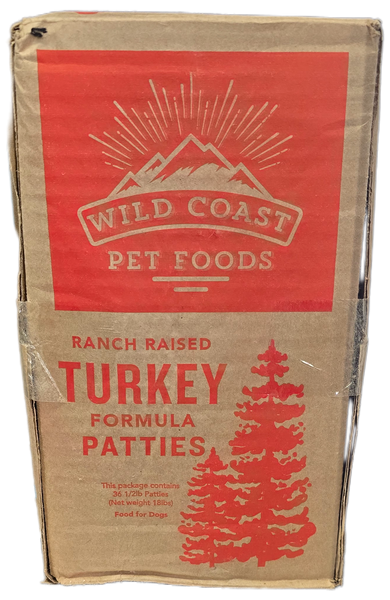 WILD COAST
PET FOODS
RANCH RAISED
TURKEY
FORMULA
PATTIES
This package contains
36 1/2lb Patties
(Net weight 18lbs)
Food for Dogs